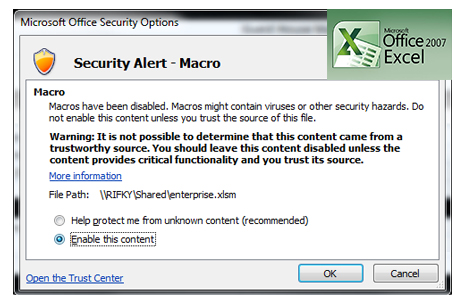 Microsoft Office Security Options
Microsoft
Office 2007
Excel
Security Alert - Macro
Macro
Macros have been disabled. Macros might contain viruses or other security hazards. Do
not enable this content unless you trust the source of this file.
Warning: It is not possible to determine that this content came from a
trustworthy source. You should leave this content disabled unless the
content provides critical functionality and you trust its source.
More information
File Path: \\RIFKY\Shared\enterprise.xlsm
Help protect me from unknown content (recommended)
Enable this content
Open the Trust Center
OK
Cancel